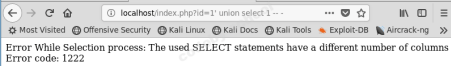 localhost/index.php?id=1' union select 1 -- -
Most Visited Offensive Security Kali Linux Kali Docs Kali Tools Exploit-DB Aircrack-ng »
Error While Selection process: The used SELECT statements have a different number of columns
Error code: 1222